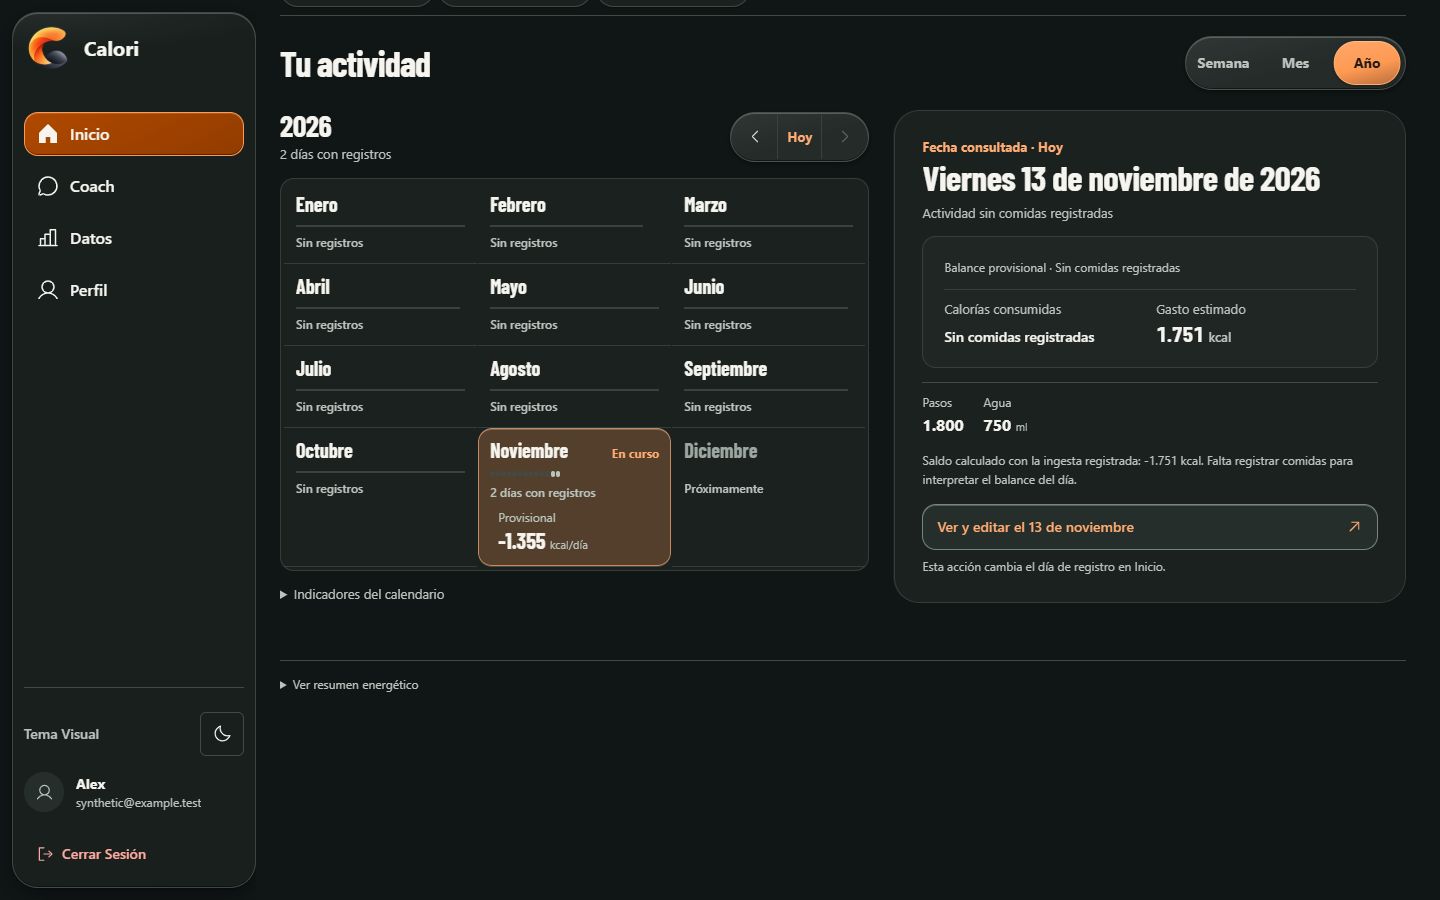 Calori
Inicio
Coach
Datos
Perfil
Tema Visual
Alex
synthetic@example.test
Cerrar Sesión
Tu actividad
Semana
Mes
Año
2026
2 días con registros
Hoy
Enero
Sin registros
Febrero
Sin registros
Marzo
Sin registros
Abril
Sin registros
Mayo
Sin registros
Junio
Sin registros
Julio
Sin registros
Agosto
Sin registros
Septiembre
Sin registros
Octubre
Sin registros
Noviembre
En curso
2 días con registros
Provisional
-1.355 kcal/día
Diciembre
Próximamente
Indicadores del calendario
Fecha consultada · Hoy
Viernes 13 de noviembre de 2026
Actividad sin comidas registradas
Balance provisional · Sin comidas registradas
Calorías consumidas
Sin comidas registradas
Gasto estimado
1.751 kcal
Pasos
1.800
Agua
750 ml
Saldo calculado con la ingesta registrada: -1.751 kcal. Falta registrar comidas para
interpretar el balance del día.
Ver y editar el 13 de noviembre
Esta acción cambia el día de registro en Inicio.
Ver resumen energético